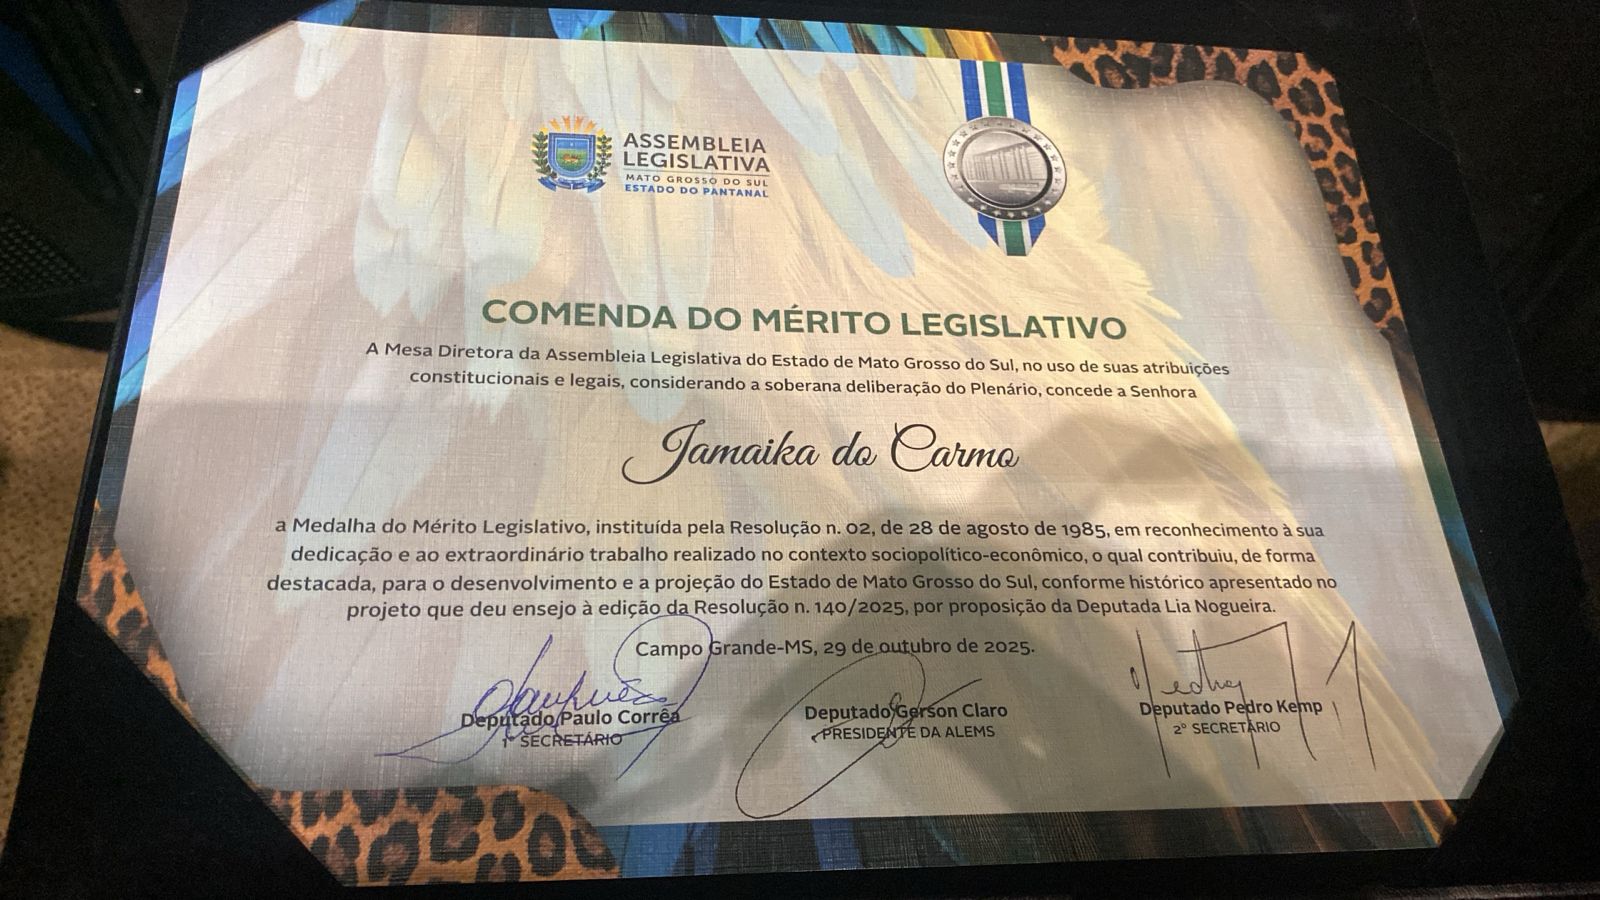 ASSEMBLEIA
LEGISLATIVA
MATO GROSSO DO SUL
ESTADO DO PANTANAL
COMENDA DO MÉRITO LEGISLATIVO
A Mesa Diretora da Assembleia Legislativa do Estado de Mato Grosso do Sul, no uso de suas atribuições
constitucionais e legais, considerando a soberana deliberação do Plenário, concede a Senhora
Jamaika do Carmo
a Medalha do Mérito Legislativo, instituída pela Resolução n. 02, de 28 de agosto de 1985, em reconhecimento à sua
dedicação e ao extraordinário trabalho realizado no contexto sociopolítico-econômico, o qual contribuiu, de forma
destacada, para o desenvolvimento e a projeção do Estado de Mato Grosso do Sul, conforme histórico apresentado no
projeto que deu ensejo à edição da Resolução n. 140/2025, por proposição da Deputada Lia Nogueira.
Campo Grande-MS, 29 de outubro de 2025.
Deputado Paulo Corrêa
1º SECRETÁRIO
Deputado Gerson Claro
PRESIDENTE DA ALEMS
Deputado Pedro Kemp
2º SECRETÁRIO